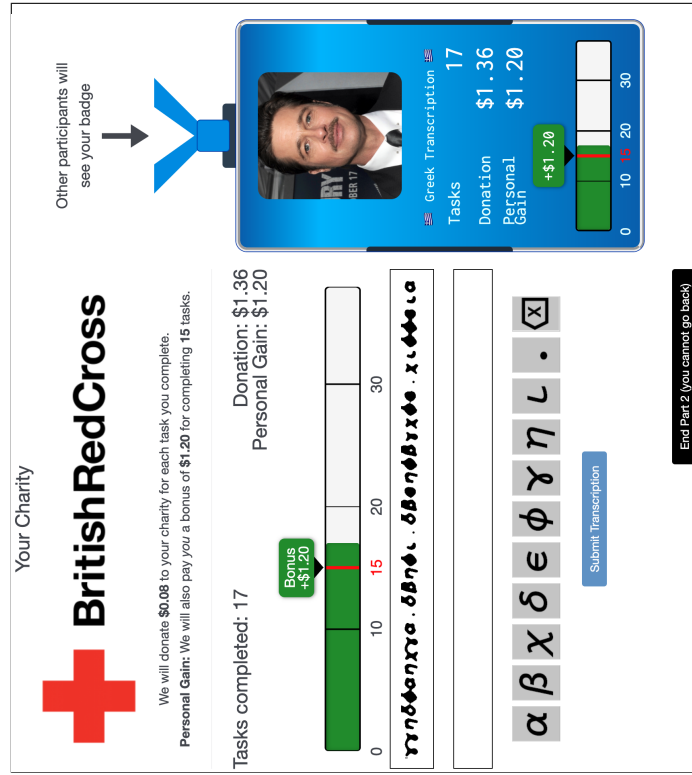 Your Charity
BritishRedCross
We will donate $0.08 to your charity for each task you complete.
Personal Gain: We will also pay you a bonus of $1.20 for completing 15 tasks.
Tasks completed: 17
Donation: $1.36
Personal Gain: $1.20
Bonus
+$1.20
0 10 15 20 30
α β χ δ ϵ ϕ γ η ι . X
Submit Transcription
End Part 2 (you cannot go back)
Other participants will
see your badge
RY
OBER 17
Greek Transcription
Tasks 17
Donation $1.36
Personal
Gain $1.20
+$1.20
0 10 15 20 30